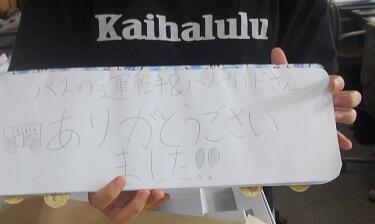 Kaihalulu
バスの運転手&バスガイドさん
ありがとうござい
ました!!